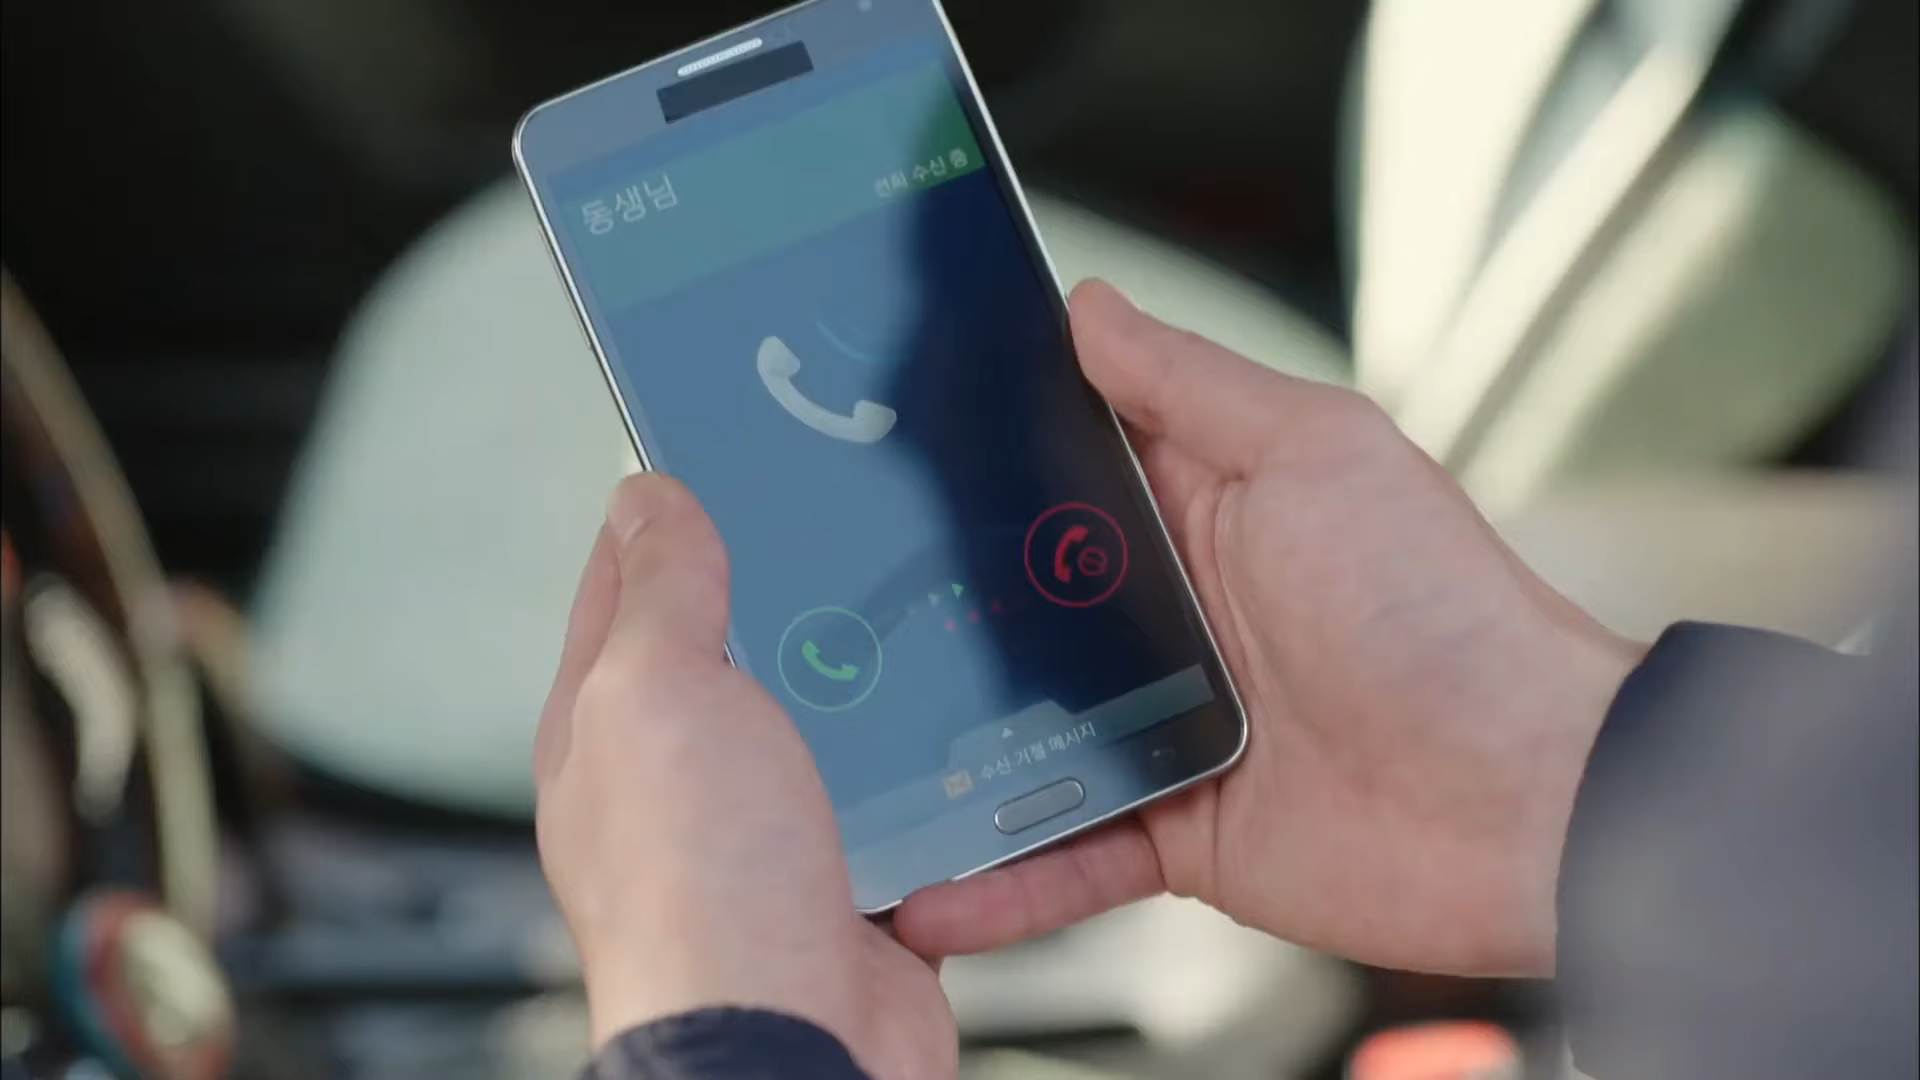 동생님
전화 수신 중
수신 거절 메시지